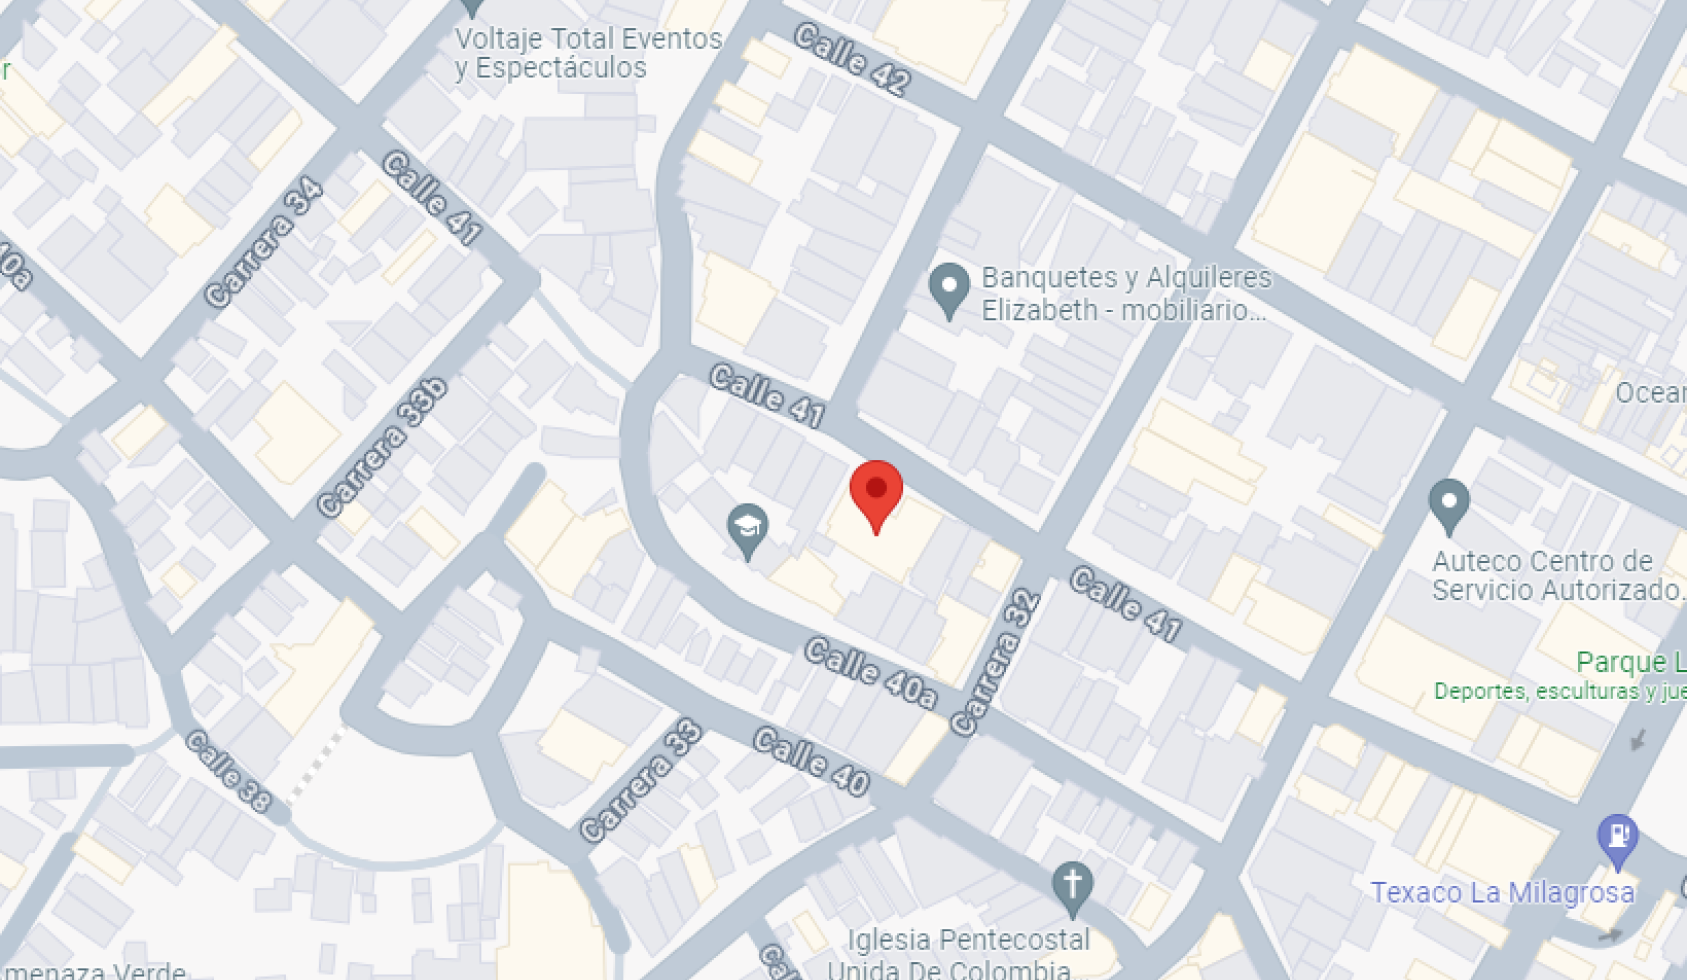 Voltaje Total Eventos
y Espectáculos
Calle 42
r
Calle 41
Carrera 34
40a
Banquetes y Alquileres
Elizabeth - mobiliario...
Calle 41
Carrera 33b
Ocean
Auteco Centro de
Servicio Autorizado...
Calle 41
Carrera 32
Calle 40a
Parque L
Deportes, esculturas y jue
Carrera 33
Calle 40
Calle 38
Texaco La Milagrosa
Iglesia Pentecostal
Unida De Colombia...
Cal
menaza Verde